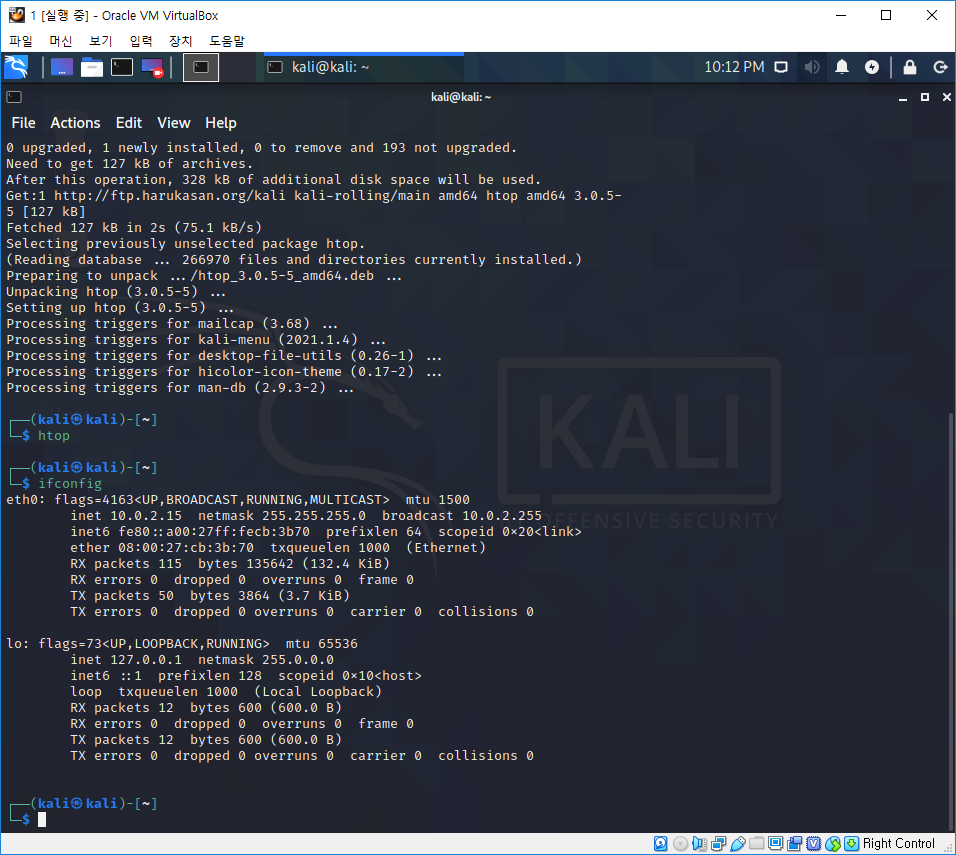 1 [실행 중] - Oracle VM VirtualBox
파일 머신 보기 입력 장치 도움말
kali@kali: ~ 10:12 PM
kali@kali: ~
File Actions Edit View Help
0 upgraded, 1 newly installed, 0 to remove and 193 not upgraded.
Need to get 127 kB of archives.
After this operation, 328 kB of additional disk space will be used.
Get:1 http://ftp.harukasan.org/kali kali-rolling/main amd64 htop amd64 3.0.5-
5 [127 kB]
Fetched 127 kB in 2s (75.1 kB/s)
Selecting previously unselected package htop.
(Reading database ... 266970 files and directories currently installed.)
Preparing to unpack .../htop_3.0.5-5_amd64.deb ...
Unpacking htop (3.0.5-5) ...
Setting up htop (3.0.5-5) ...
Processing triggers for mailcap (3.68) ...
Processing triggers for kali-menu (2021.1.4) ...
Processing triggers for desktop-file-utils (0.26-1) ...
Processing triggers for hicolor-icon-theme (0.17-2) ...
Processing triggers for man-db (2.9.3-2) ...
┌──(kali㉿kali)-[~]
└─$ htop
┌──(kali㉿kali)-[~]
└─$ ifconfig
eth0: flags=4163<UP,BROADCAST,RUNNING,MULTICAST>  mtu 1500
inet 10.0.2.15  netmask 255.255.255.0  broadcast 10.0.2.255
inet6 fe80::a00:27ff:fecb:3b70  prefixlen 64  scopeid 0×20<link>
ether 08:00:27:cb:3b:70  txqueuelen 1000  (Ethernet)
RX packets 115  bytes 135642 (132.4 KiB)
RX errors 0  dropped 0  overruns 0  frame 0
TX packets 50  bytes 3864 (3.7 KiB)
TX errors 0  dropped 0 overruns 0  carrier 0  collisions 0
lo: flags=73<UP,LOOPBACK,RUNNING>  mtu 65536
inet 127.0.0.1  netmask 255.0.0.0
inet6 ::1  prefixlen 128  scopeid 0×10<host>
loop  txqueuelen 1000  (Local Loopback)
RX packets 12  bytes 600 (600.0 B)
RX errors 0  dropped 0  overruns 0  frame 0
TX packets 12  bytes 600 (600.0 B)
TX errors 0  dropped 0 overruns 0  carrier 0  collisions 0
┌──(kali㉿kali)-[~]
└─$
KALI
OFFENSIVE SECURITY
Right Control